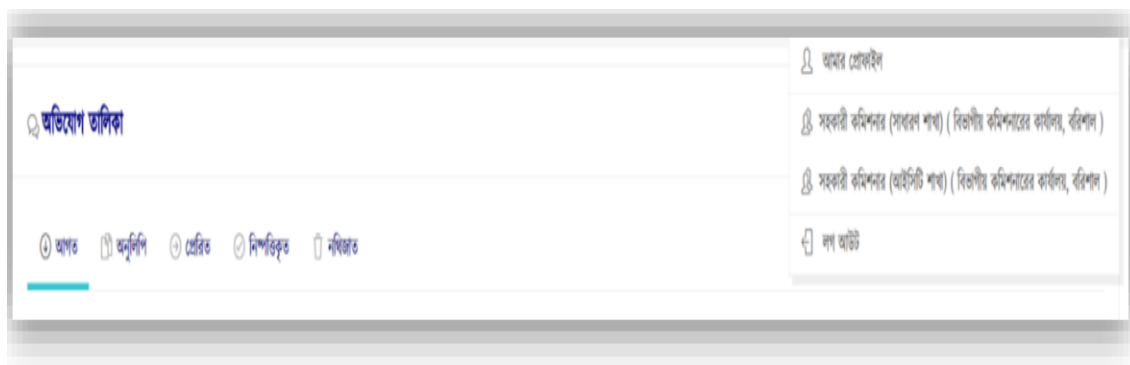 আমার প্রোফাইল
অভিযোগ তালিকা
সহকারী কমিশনার (সাধারণ শাখা) ( বিভাগীয় কমিশনারের কার্যালয়, বরিশাল )
সহকারী কমিশনার (আইসিটি শাখা) ( বিভাগীয় কমিশনারের কার্যালয়, বরিশাল )
আগত অনুলিপি প্রেরিত নিষ্পত্তিকৃত নথিজাত
লগ আউট